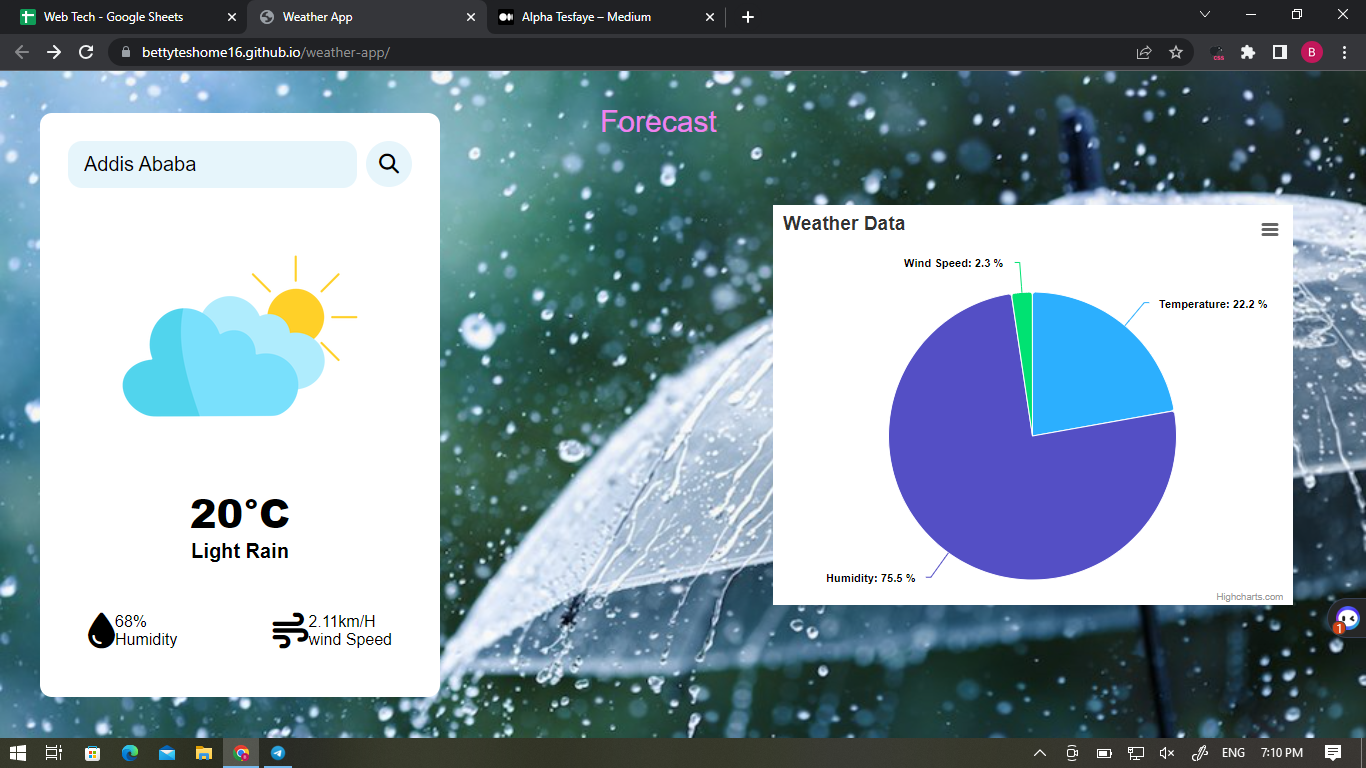 Web Tech - Google Sheets
Weather App
Alpha Tesfaye – Medium
bettyteshome16.github.io/weather-app/
css
B
Forecast
Addis Ababa
20°C
Light Rain
68%
Humidity
2.11km/H
wind Speed
Weather Data
Wind Speed: 2.3 %
Temperature: 22.2 %
Humidity: 75.5 %
Highcharts.com
1
ENG
7:10 PM